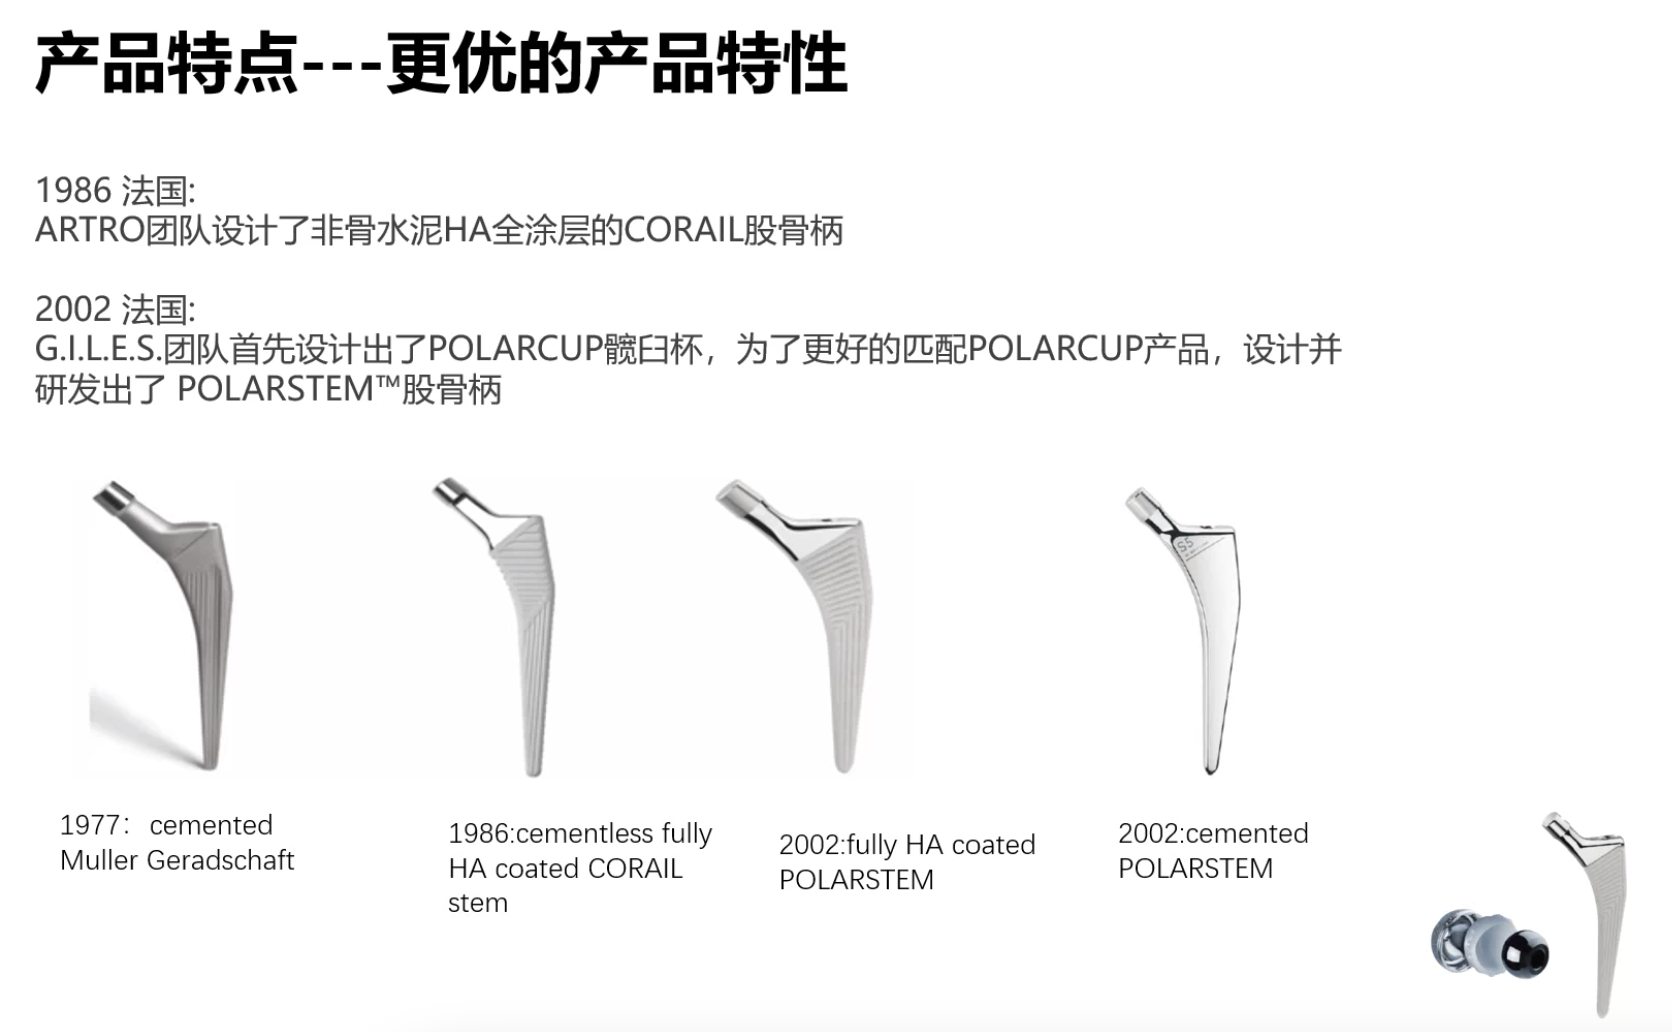 产品特点---更优的产品特性
1986 法国:
ARTRO团队设计了非骨水泥HA全涂层的CORAIL股骨柄
2002 法国:
G.I.L.E.S.团队首先设计出了POLARCUP髋臼杯，为了更好的匹配POLARCUP产品，设计并
研发出了 POLARSTEM™股骨柄
S5
1977： cemented
Muller Geradschaft
1986:cementless fully
HA coated CORAIL
stem
2002:fully HA coated
POLARSTEM
2002:cemented
POLARSTEM